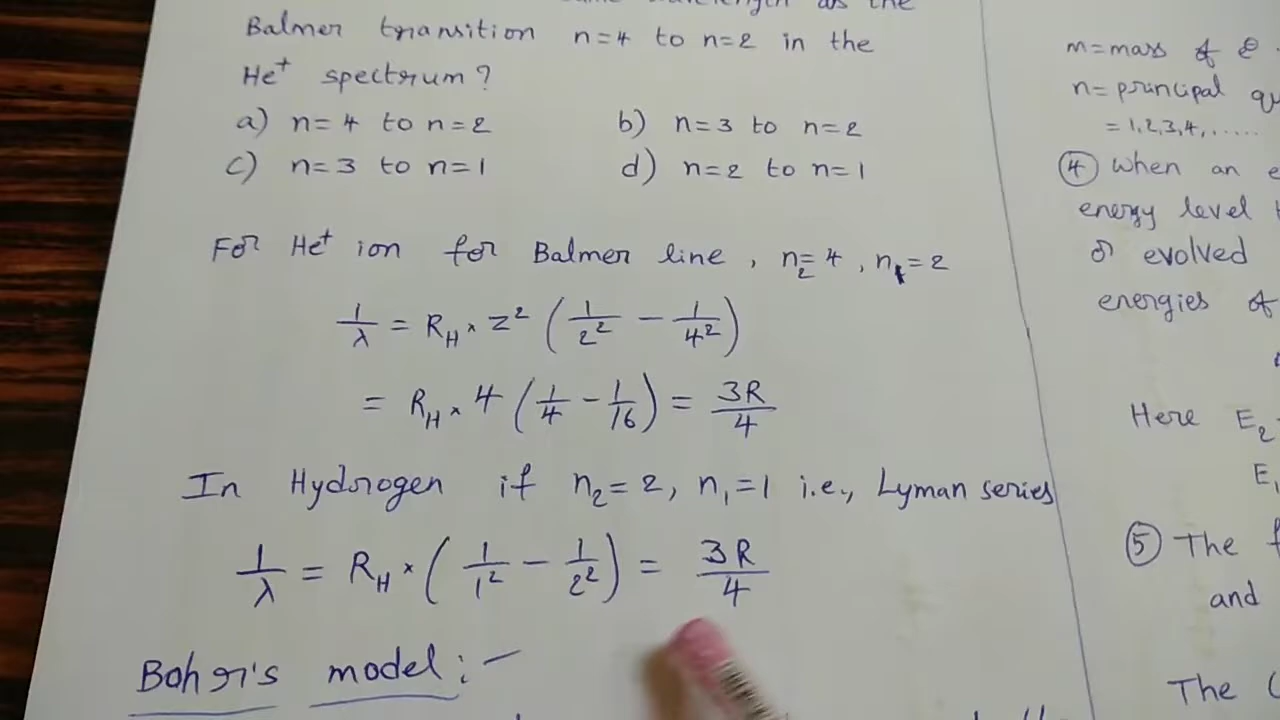 as the
Balmer transition n=4 to n=2 in the
He⁺ spectrum?
a) n=4 to n=2 b) n=3 to n=2
c) n=3 to n=1 d) n=2 to n=1
For He⁺ ion for Balmer line, n₂=4, n₁=2
1/λ = R_H × Z² (1/2² − 1/4²)
= R_H × 4 (1/4 − 1/16) = 3R/4
In Hydrogen if n₂=2, n₁=1 i.e., Lyman series
1/λ = R_H × (1/1² − 1/2²) = 3R/4
Bohr's model:−
m=mass of e
n=principal
=1,2,3,4,.....
④ When an
energy level
or evolved
energies of
Here E₂
E₁
⑤ The
and
The